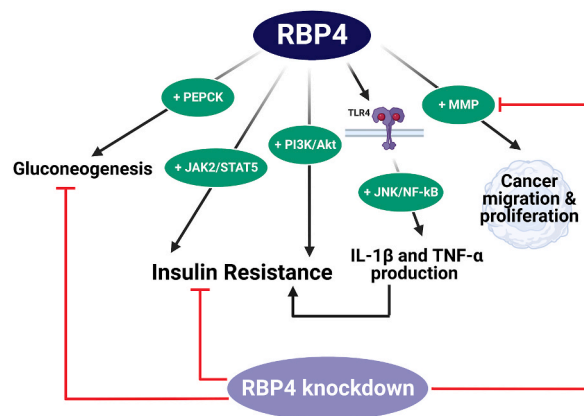 RBP4
+ PEPCK
TLR4
+ MMP
+ PI3K/Akt
Gluconeogenesis
+ JAK2/STAT5
+ JNK/NF-kB
Cancer
migration &
proliferation
Insulin Resistance
IL-1β and TNF-α
production
RBP4 knockdown